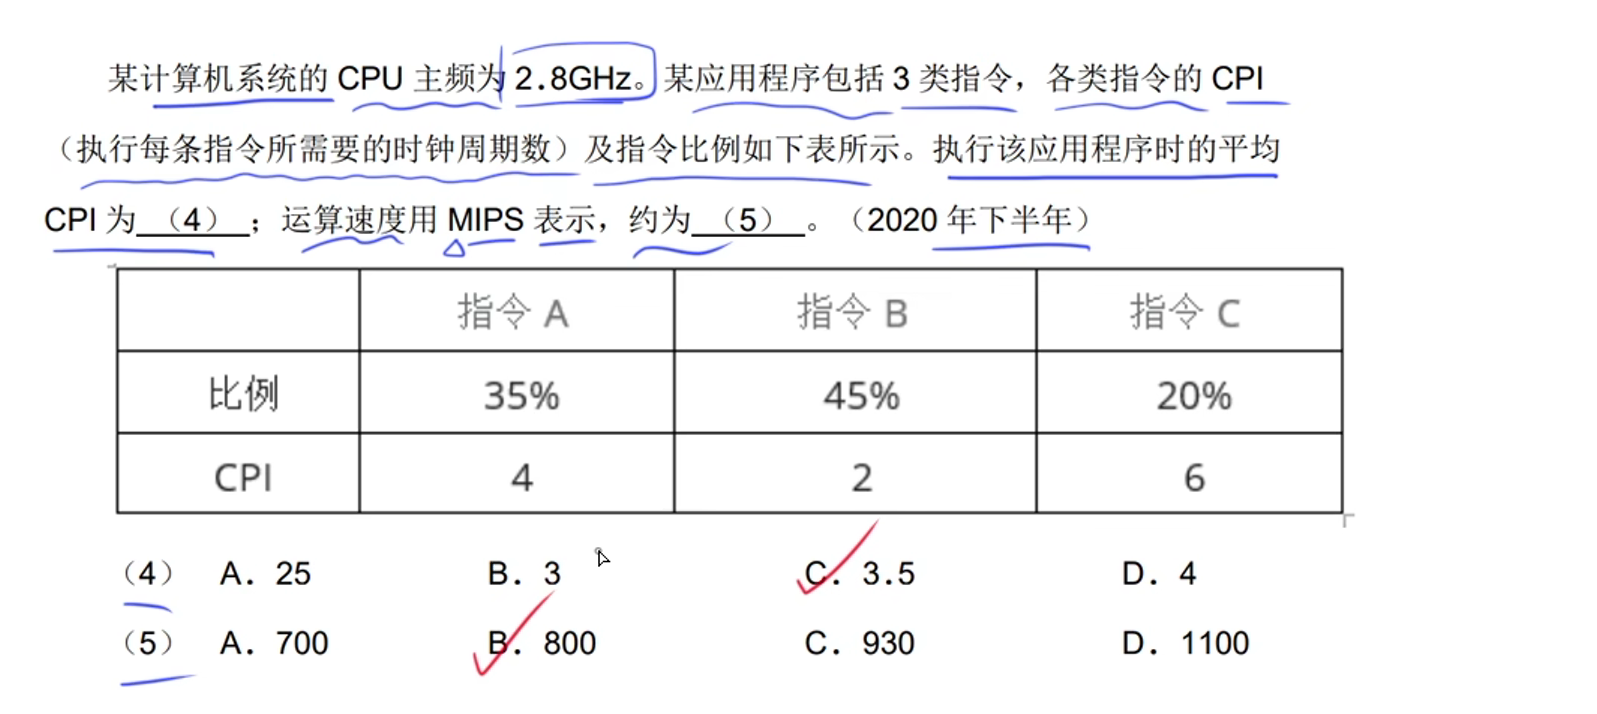 某计算机系统的 CPU 主频为 2.8GHz。某应用程序包括 3 类指令，各类指令的 CPI
（执行每条指令所需要的时钟周期数）及指令比例如下表所示。执行该应用程序时的平均
CPI 为 （4） ；运算速度用 MIPS 表示，约为 （5） 。（2020 年下半年）
指令 A 指令 B 指令 C
比例 35% 45% 20%
CPI 4 2 6
（4） A. 25 B. 3 C. 3.5 D. 4
（5） A. 700 B. 800 C. 930 D. 1100